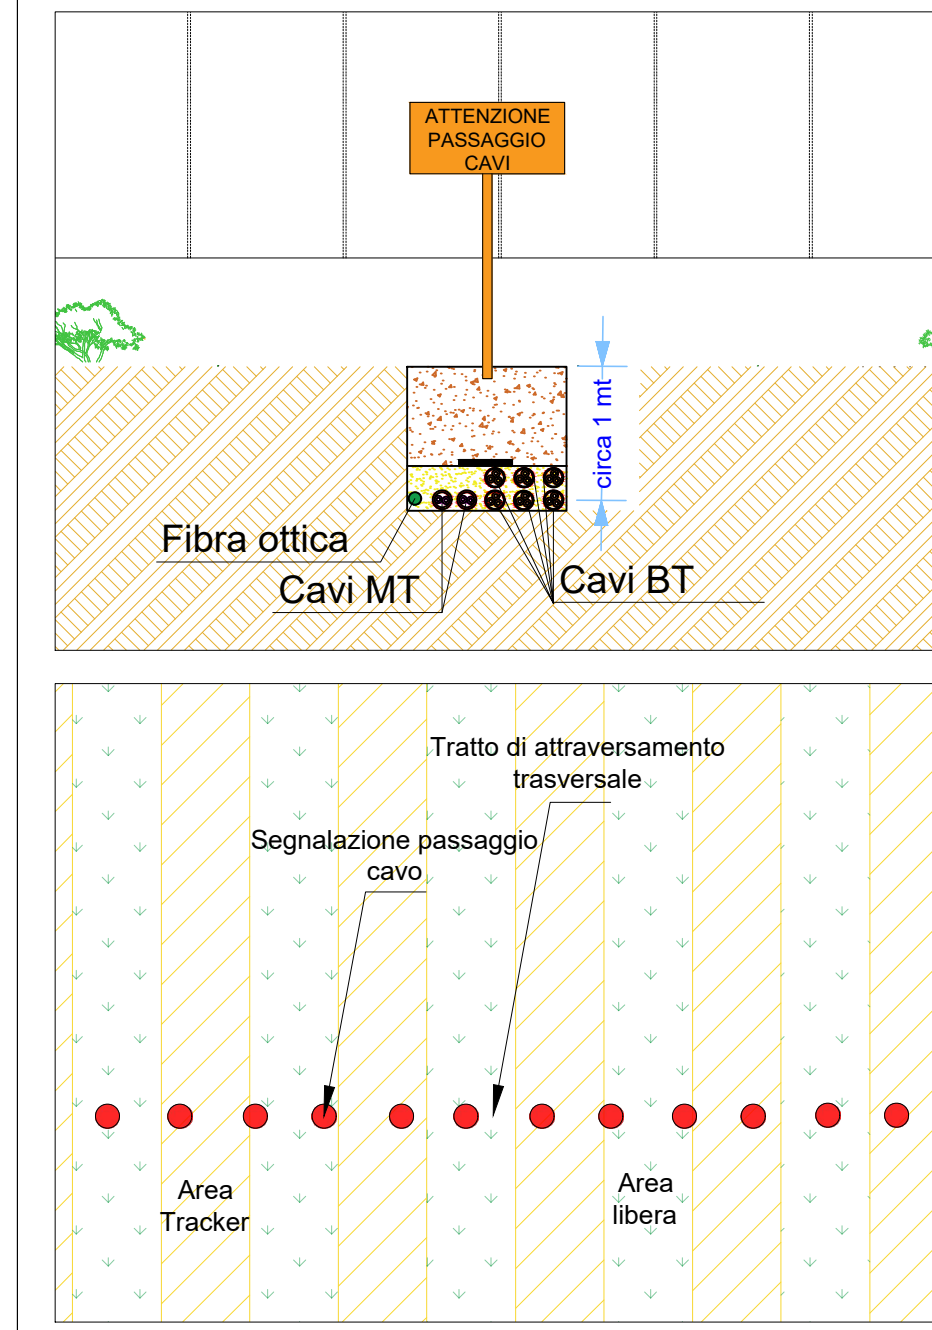 ATTENZIONE
PASSAGGIO
CAVI
circa 1 mt
Fibra ottica
Cavi MT
Cavi BT
Tratto di attraversamento
trasversale
Segnalazione passaggio
cavo
Area
Tracker
Area
libera